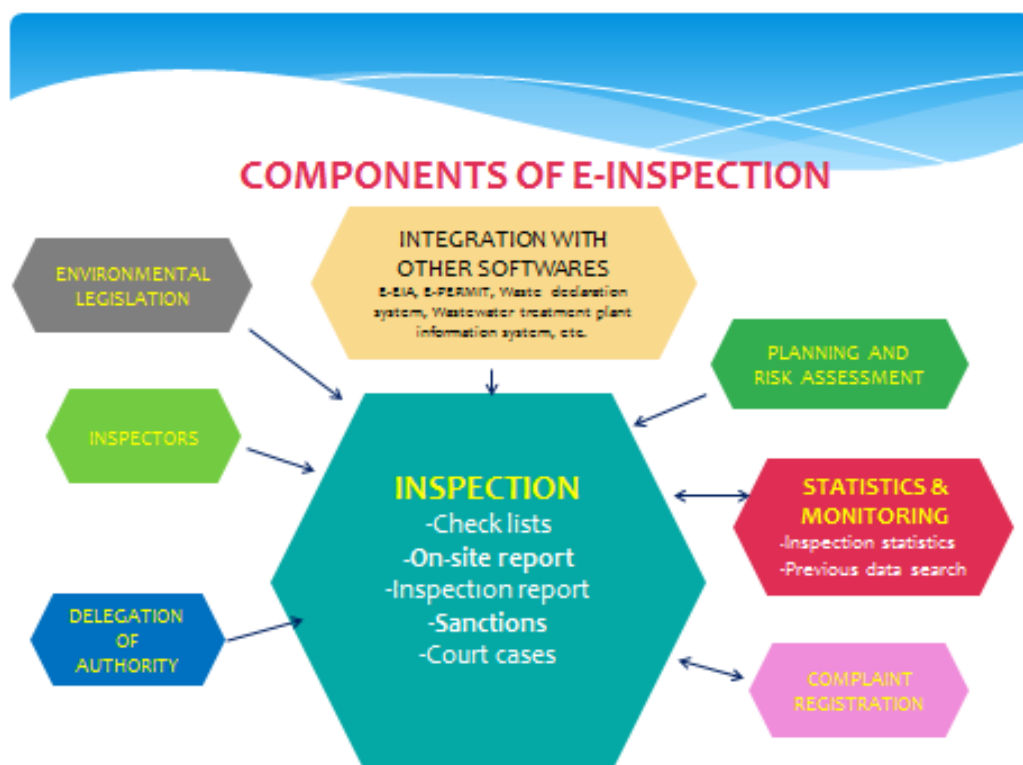 COMPONENTS OF E-INSPECTION
ENVIRONMENTAL
LEGISLATION
INTEGRATION WITH
OTHER SOFTWARES
E-EIA, E-PERMIT, Waste declaration
system, Wastewater treatment plant
information system, etc.
PLANNING AND
RISK ASSESSMENT
INSPECTORS
INSPECTION
-Check lists
-On-site report
-Inspection report
-Sanctions
-Court cases
STATISTICS &
MONITORING
-Inspection statistics
-Previous data search
DELEGATION
OF
AUTHORITY
COMPLAINT
REGISTRATION